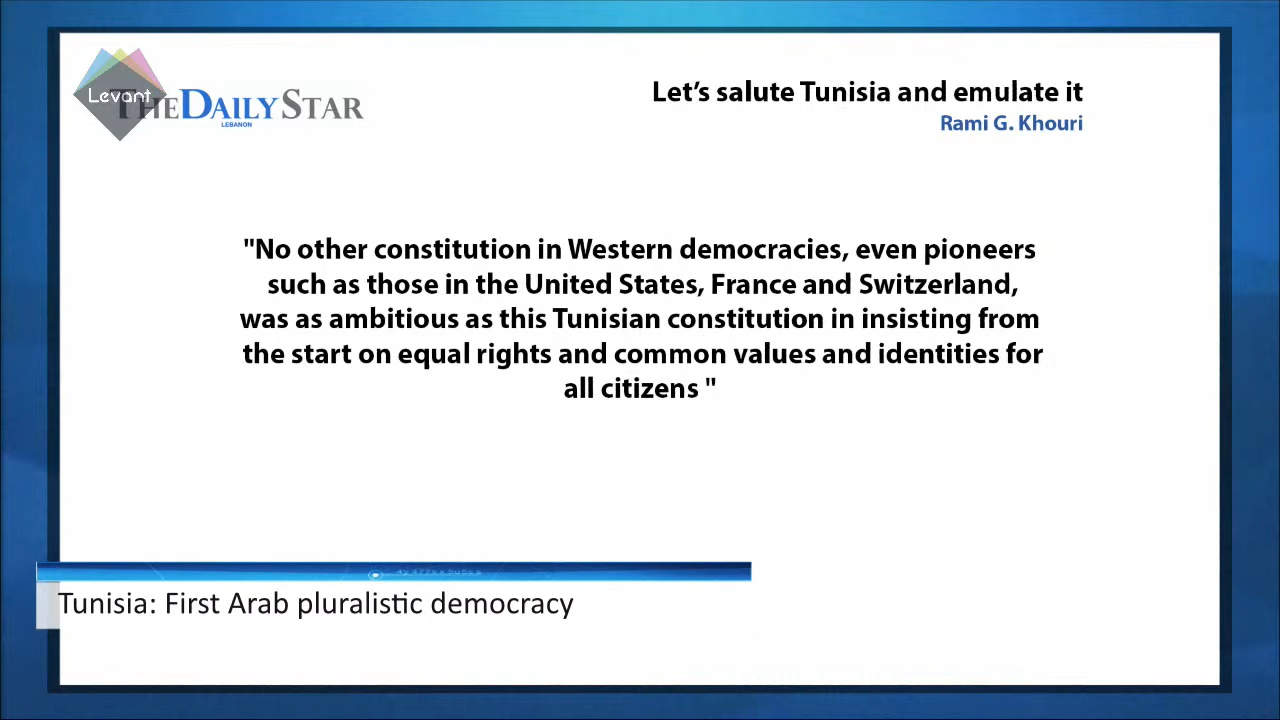 Levant
THE DAILY STAR
LEBANON
Let's salute Tunisia and emulate it
Rami G. Khouri
"No other constitution in Western democracies, even pioneers
such as those in the United States, France and Switzerland,
was as ambitious as this Tunisian constitution in insisting from
the start on equal rights and common values and identities for
all citizens "
Tunisia: First Arab pluralistic democracy